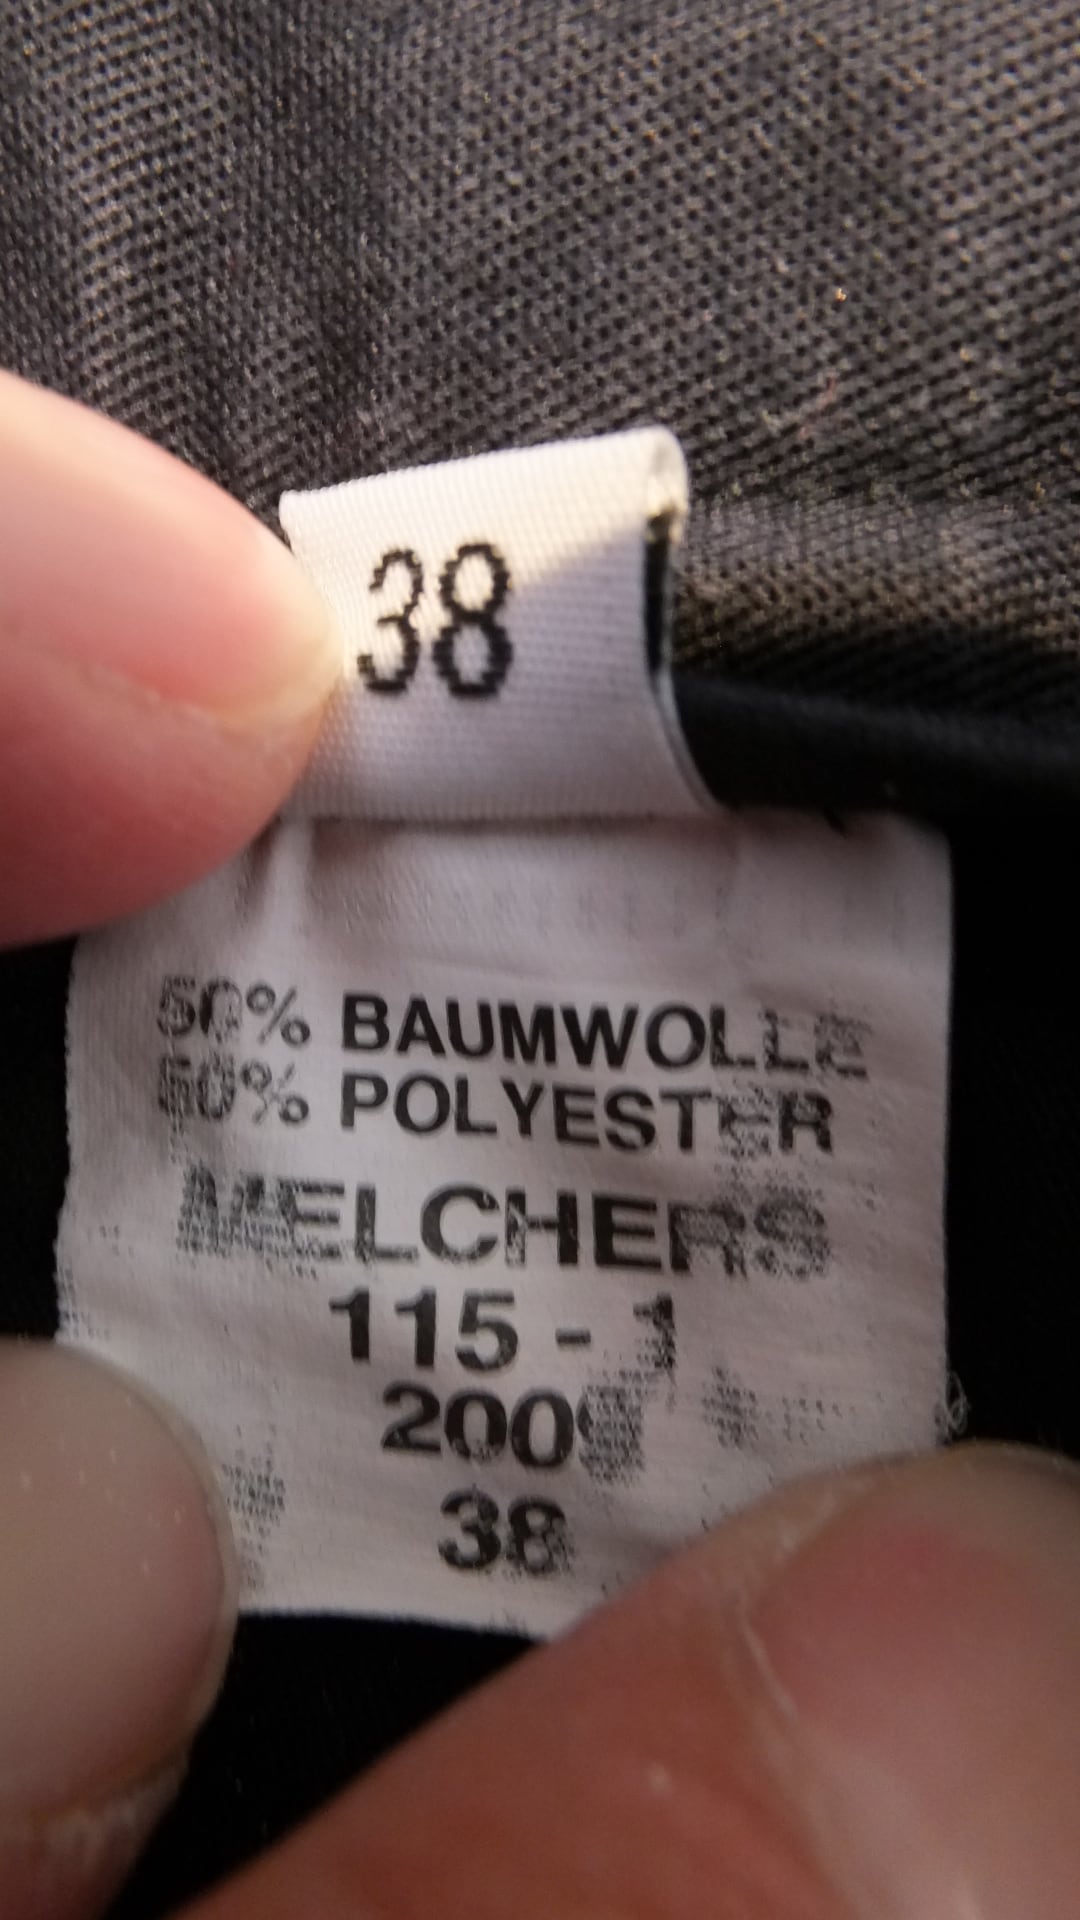 38
50% BAUMWOLLE
50% POLYESTER
MELCHERS
115 - 1
38